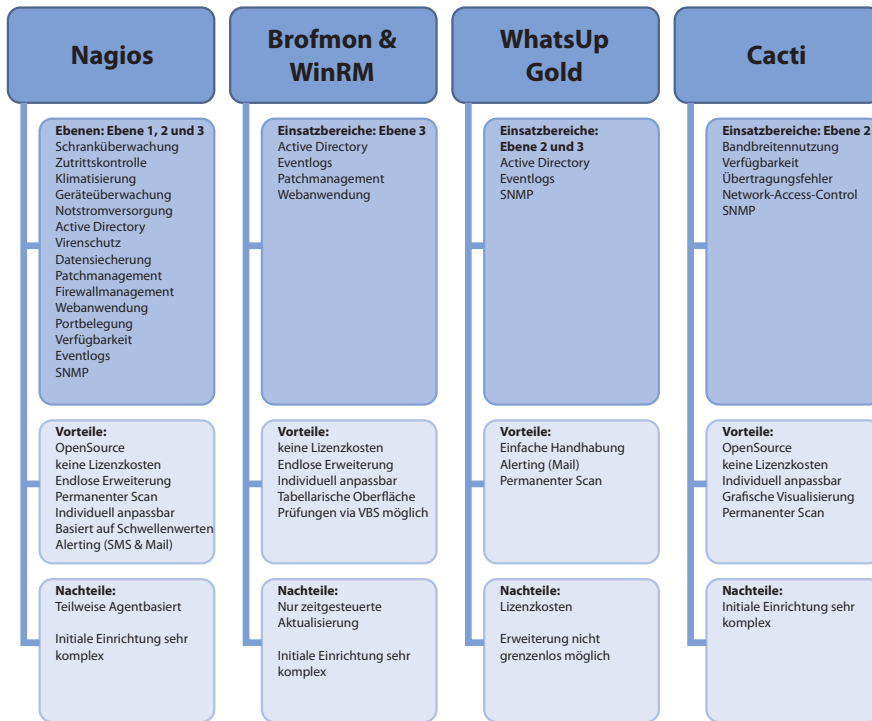 Nagios
Ebenen: Ebene 1, 2 und 3
Schranküberwachung
Zutrittskontrolle
Klimatisierung
Geräteüberwachung
Notstromversorgung
Active Directory
Virenschutz
Datensiecherung
Patchmanagement
Firewallmanagement
Webanwendung
Portbelegung
Verfügbarkeit
Eventlogs
SNMP
Vorteile:
OpenSource
keine Lizenzkosten
Endlose Erweiterung
Permanenter Scan
Individuell anpassbar
Basiert auf Schwellenwerten
Alerting (SMS & Mail)
Nachteile:
Teilweise Agentbasiert
Initiale Einrichtung sehr
komplex
Brofmon &
WinRM
Einsatzbereiche: Ebene 3
Active Directory
Eventlogs
Patchmanagement
Webanwendung
Vorteile:
keine Lizenzkosten
Endlose Erweiterung
Individuell anpassbar
Tabellarische Oberfläche
Prüfungen via VBS möglich
Nachteile:
Nur zeitgesteuerte
Aktualisierung
Initiale Einrichtung sehr
komplex
WhatsUp
Gold
Einsatzbereiche:
Ebene 2 und 3
Active Directory
Eventlogs
SNMP
Vorteile:
Einfache Handhabung
Alerting (Mail)
Permanenter Scan
Nachteile:
Lizenzkosten
Erweiterung nicht
grenzenlos möglich
Cacti
Einsatzbereiche: Ebene 2
Bandbreitennutzung
Verfügbarkeit
Übertragungsfehler
Network-Access-Control
SNMP
Vorteile:
OpenSource
keine Lizenzkosten
Individuell anpassbar
Grafische Visualisierung
Permanenter Scan
Nachteile:
Initiale Einrichtung sehr
komplex